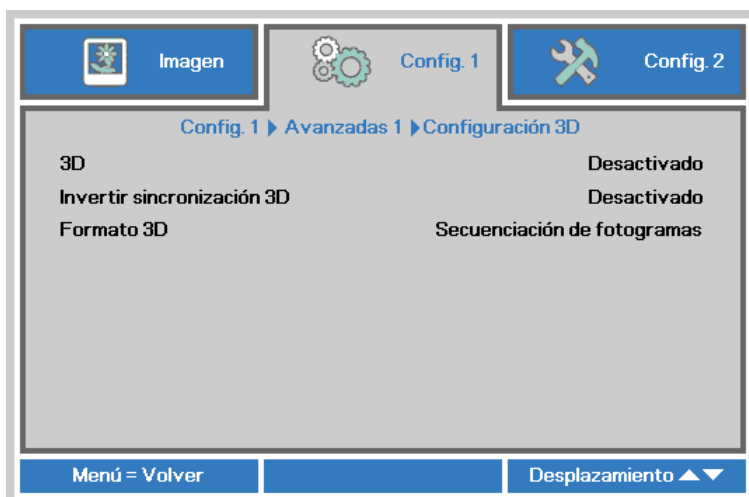 Imagen
Config. 1
Config. 2
Config. 1 ▶ Avanzadas 1 ▶ Configuración 3D
3D Desactivado
Invertir sincronización 3D Desactivado
Formato 3D Secuenciación de fotogramas
Menú = Volver
Desplazamiento ▲▼